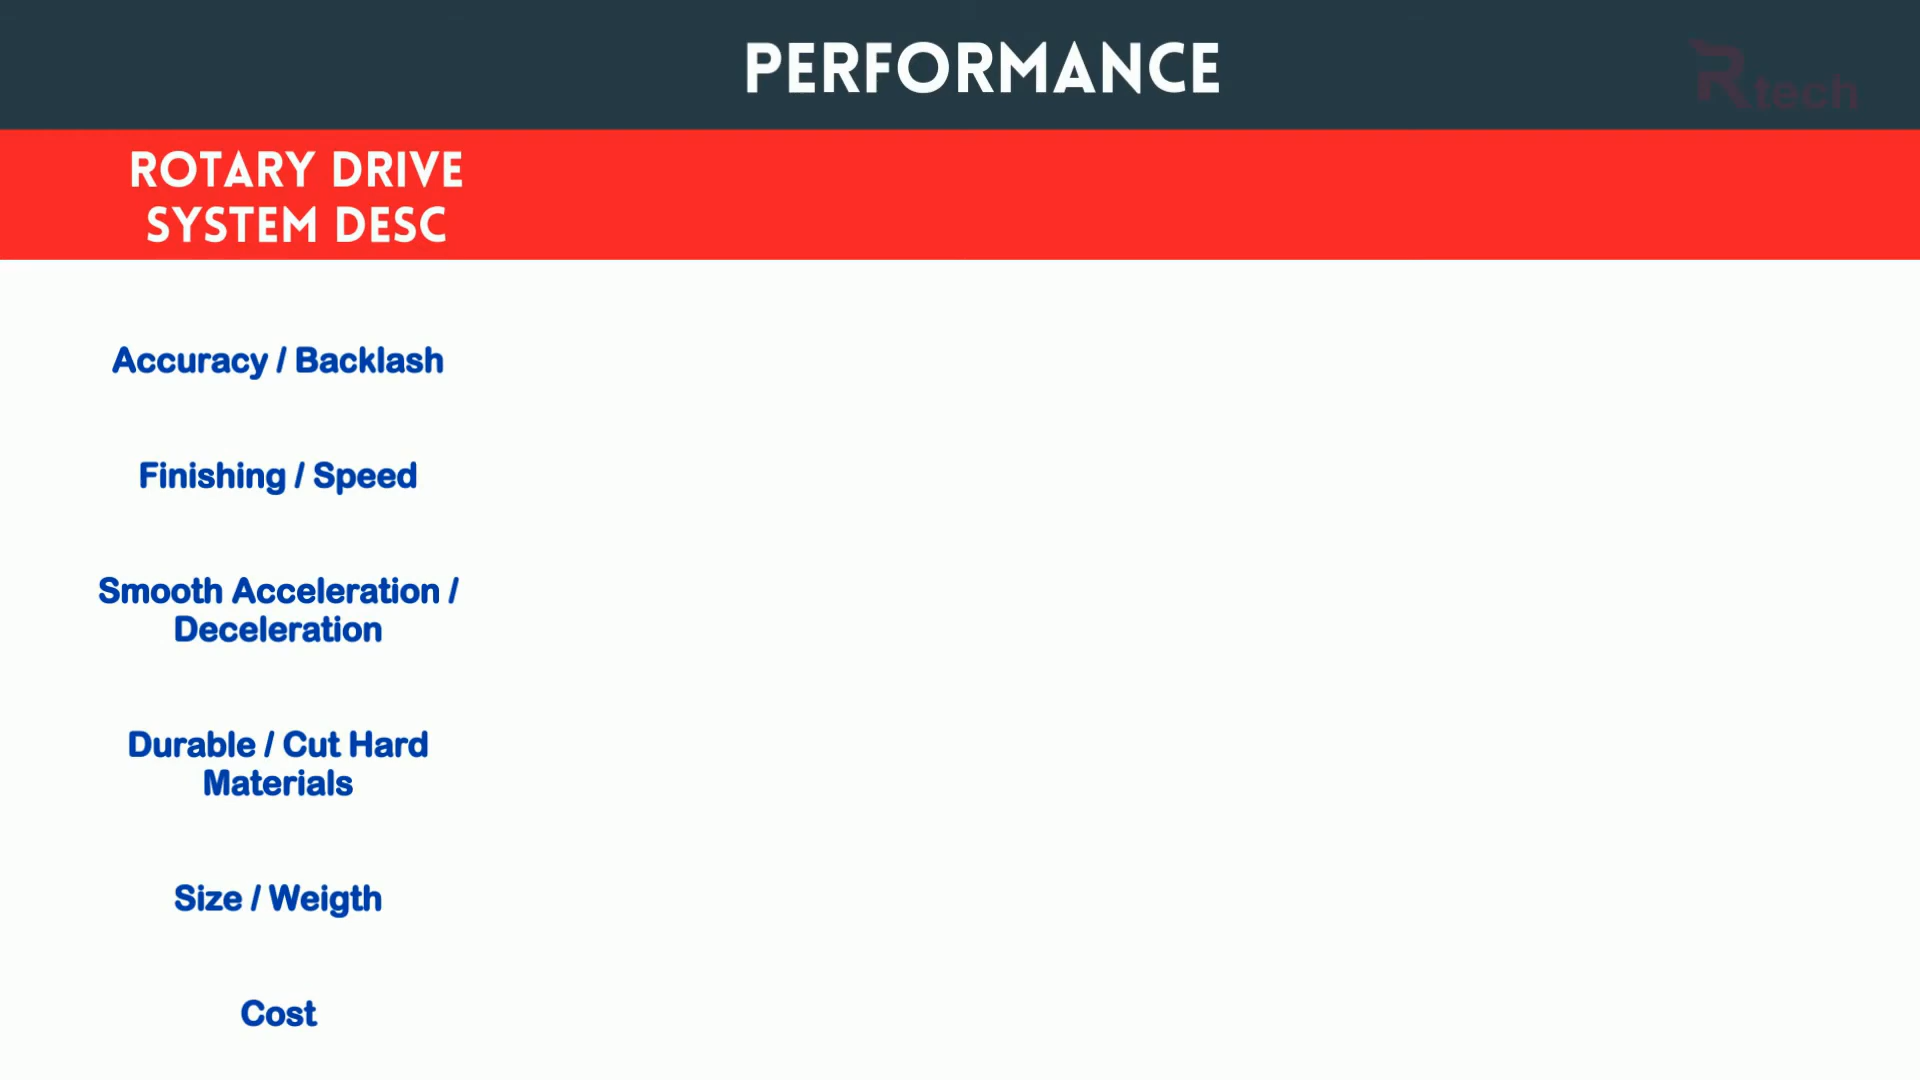 PERFORMANCE
Rtech
ROTARY DRIVE
SYSTEM DESC
Accuracy / Backlash
Finishing / Speed
Smooth Acceleration /
Deceleration
Durable / Cut Hard
Materials
Size / Weigth
Cost